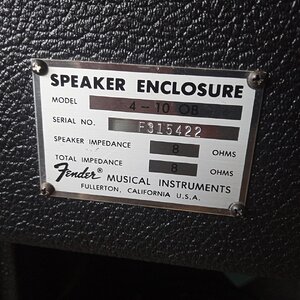 SPEAKER ENCLOSURE
MODEL 4-10 OB
SERIAL NO. F315422
SPEAKER IMPEDANCE 8 OHMS
TOTAL IMPEDANCE 8 OHMS
Fender® MUSICAL INSTRUMENTS
FULLERTON, CALIFORNIA U.S.A.